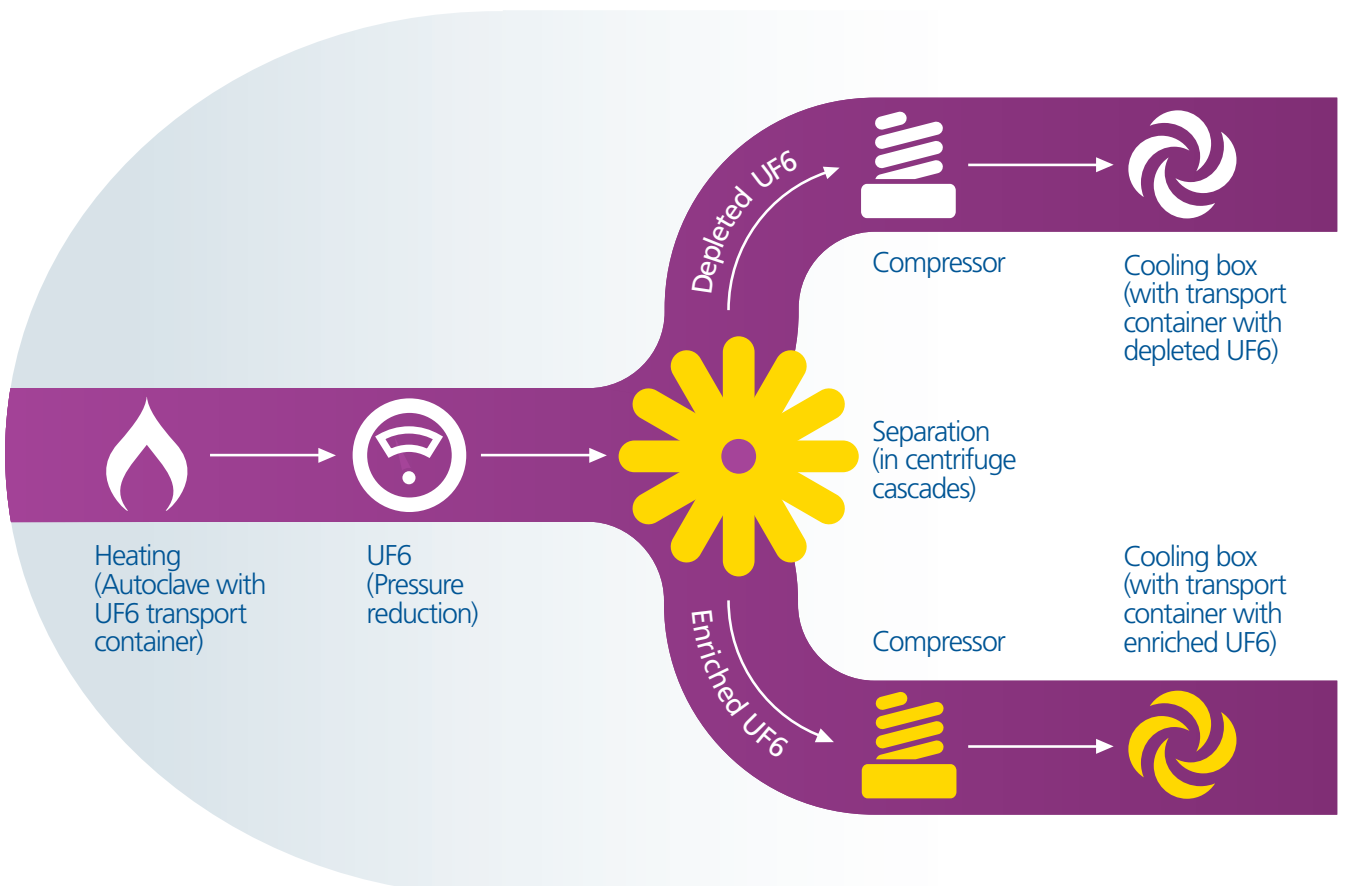 Depleted UF6
Compressor
Cooling box
(with transport
container with
depleted UF6)
Separation
(in centrifuge
cascades)
Heating
(Autoclave with
UF6 transport
container)
UF6
(Pressure
reduction)
Enriched UF6
Compressor
Cooling box
(with transport
container with
enriched UF6)